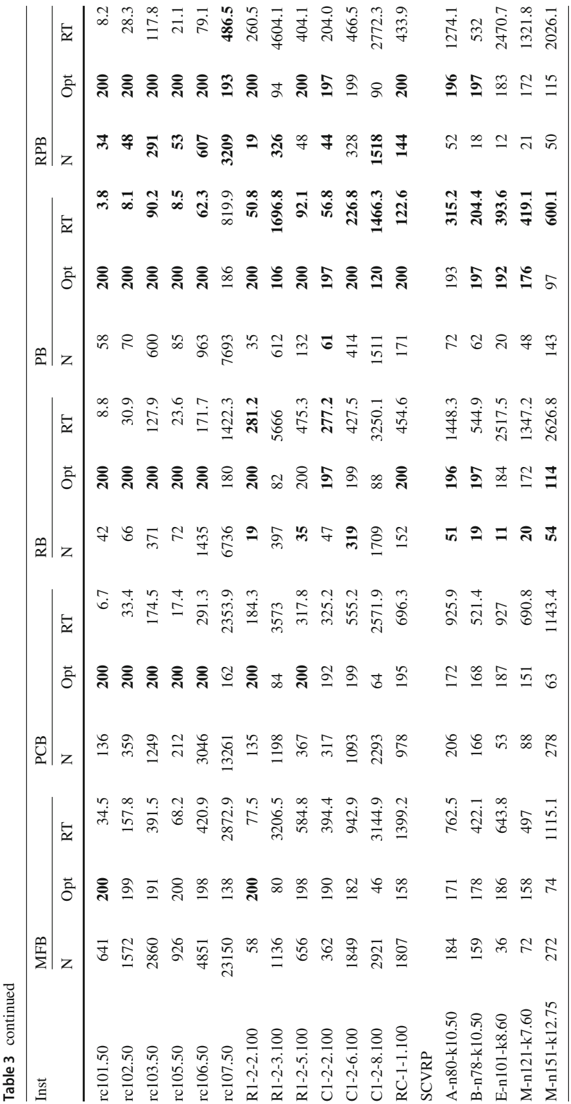 Table 3 continued
Inst MFB PCB RB PB RPB
N Opt RT N Opt RT N Opt RT N Opt RT N Opt RT
rc101.50 641 200 34.5 136 200 6.7 42 200 8.8 58 200 3.8 34 200 8.2
rc102.50 1572 199 157.8 359 200 33.4 66 200 30.9 70 200 8.1 48 200 28.3
rc103.50 2860 191 391.5 1249 200 174.5 371 200 127.9 600 200 90.2 291 200 117.8
rc105.50 926 200 68.2 212 200 17.4 72 200 23.6 85 200 8.5 53 200 21.1
rc106.50 4851 198 420.9 3046 200 291.3 1435 200 171.7 963 200 62.3 607 200 79.1
rc107.50 23150 138 2872.9 13261 162 2353.9 6736 180 1422.3 7693 186 819.9 3209 193 486.5
R1-2-2.100 58 200 77.5 135 200 184.3 19 200 281.2 35 200 50.8 19 200 260.5
R1-2-3.100 1136 80 3206.5 1198 84 3573 397 82 5666 612 106 1696.8 326 94 4604.1
R1-2-5.100 656 198 584.8 367 200 317.8 35 200 475.3 132 200 92.1 48 200 404.1
C1-2-2.100 362 190 394.4 317 192 325.2 47 197 277.2 61 197 56.8 44 197 204.0
C1-2-6.100 1849 182 942.9 1093 199 555.2 319 199 427.5 414 200 226.8 328 199 466.5
C1-2-8.100 2921 46 3144.9 2293 64 2571.9 1709 88 3250.1 1511 120 1466.3 1518 90 2772.3
RC-1-1.100 1807 158 1399.2 978 195 696.3 152 200 454.6 171 200 122.6 144 200 433.9
SCVRP
A-n80-k10.50 184 171 762.5 206 172 925.9 51 196 1448.3 72 193 315.2 52 196 1274.1
B-n78-k10.50 159 178 422.1 166 168 521.4 19 197 544.9 62 197 204.4 18 197 532
E-n101-k8.60 36 186 643.8 53 187 927 11 184 2517.5 20 192 393.6 12 183 2470.7
M-n121-k7.60 72 158 497 88 151 690.8 20 172 1347.2 48 176 419.1 21 172 1321.8
M-n151-k12.75 272 74 1115.1 278 63 1143.4 54 114 2626.8 143 97 600.1 50 115 2026.1